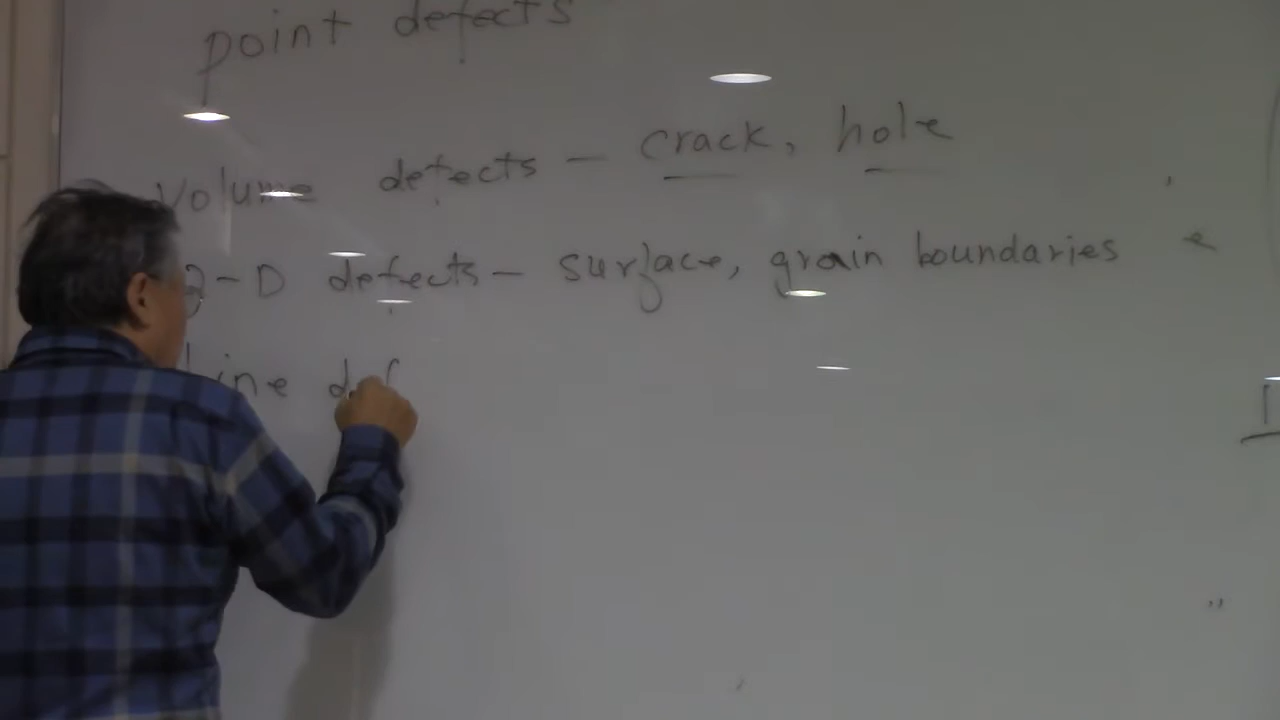 point defects
Volume defects - crack, hole
2-D defects - surface, grain boundaries
Line def